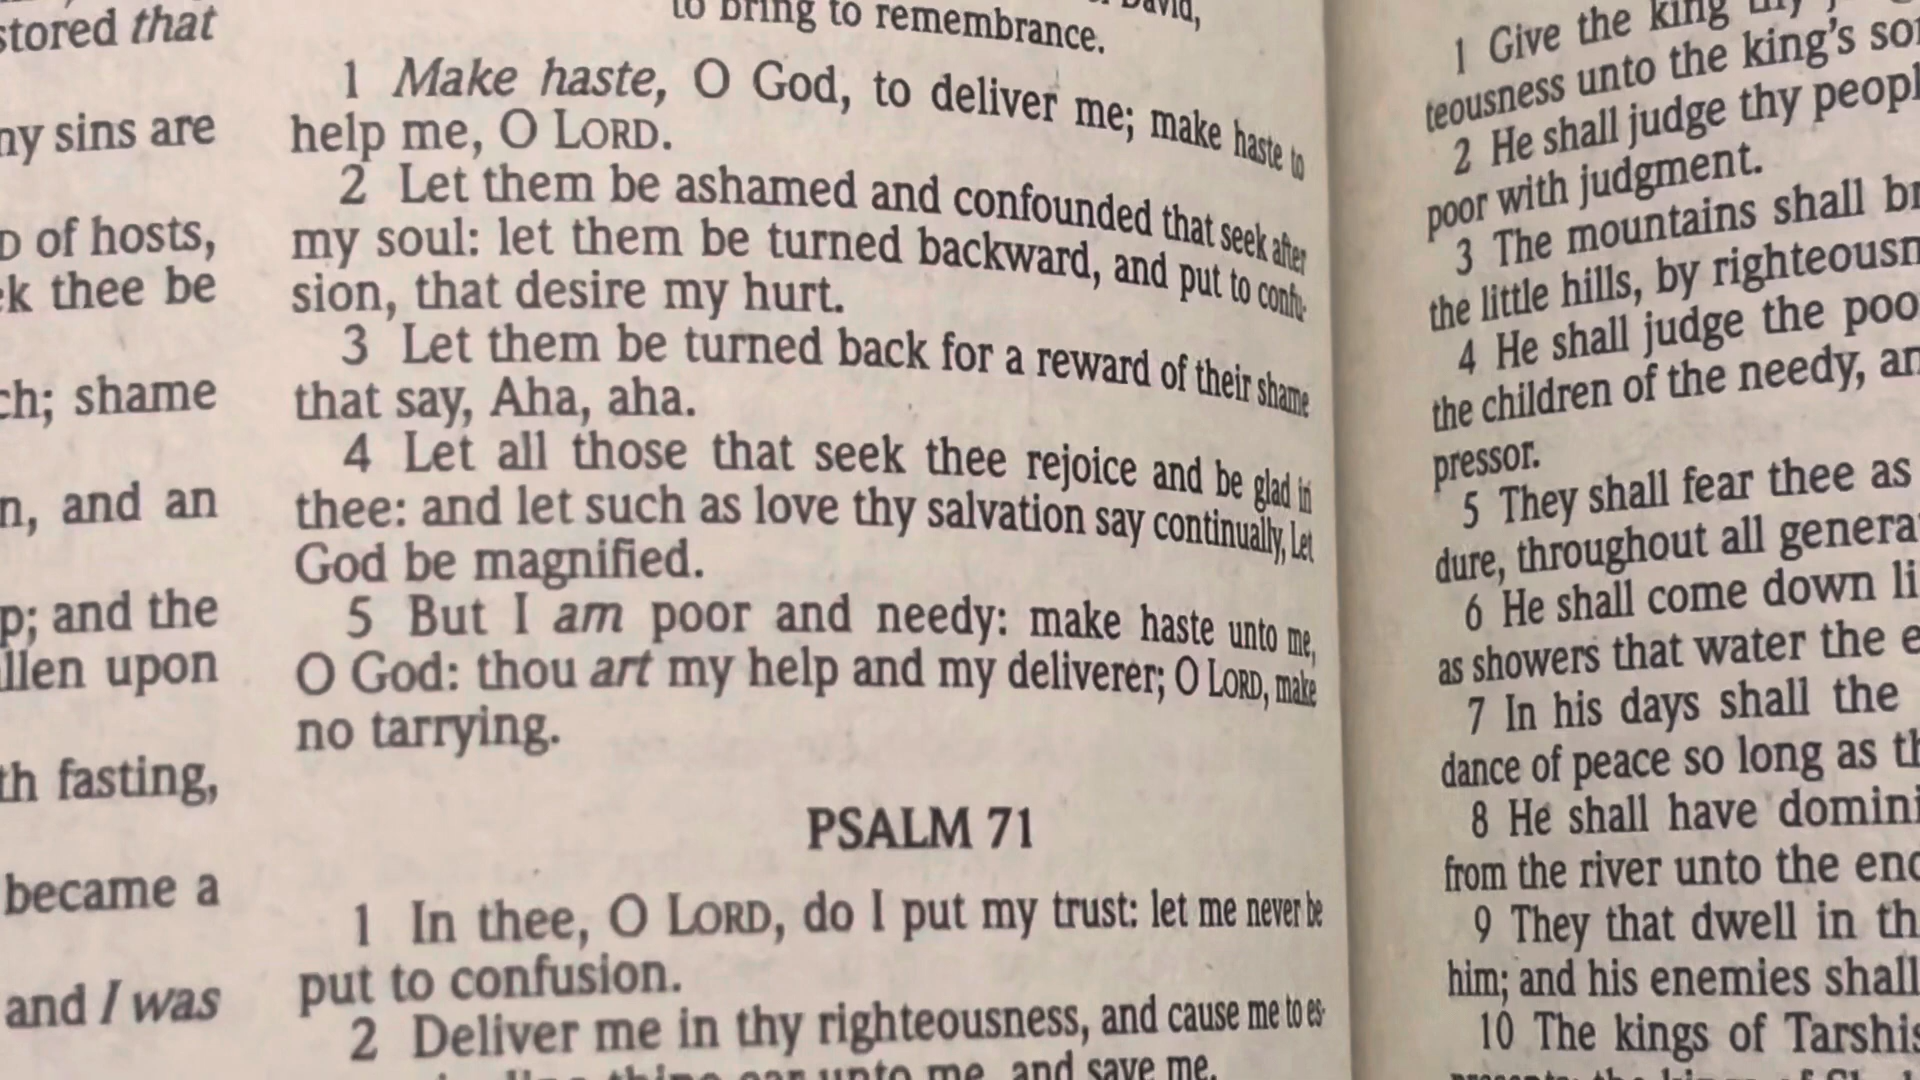 stored that
ny sins are
D of hosts,
k thee be
ch; shame
n, and an
p; and the
llen upon
th fasting,
became a
and I was
David,
to bring to remembrance.
1 Make haste, O God, to deliver me; make haste to
help me, O LORD.
2 Let them be ashamed and confounded that seek after
my soul: let them be turned backward, and put to confu-
sion, that desire my hurt.
3 Let them be turned back for a reward of their shame
that say, Aha, aha.
4 Let all those that seek thee rejoice and be glad in
thee: and let such as love thy salvation say continually, Let
God be magnified.
5 But I am poor and needy: make haste unto me,
O God: thou art my help and my deliverer; O LORD, make
no tarrying.
PSALM 71
1 In thee, O LORD, do I put my trust: let me never be
put to confusion.
2 Deliver me in thy righteousness, and cause me to es-
ear unto me, and save me.
1 Give the king thy
teousness unto the king's so
2 He shall judge thy peopl
poor with judgment.
3 The mountains shall br
the little hills, by righteousn
4 He shall judge the poo
the children of the needy, an
pressor.
5 They shall fear thee as
dure, throughout all genera
6 He shall come down li
as showers that water the e
7 In his days shall the
dance of peace so long as th
8 He shall have domini
from the river unto the end
9 They that dwell in th
him; and his enemies shall
10 The kings of Tarshis